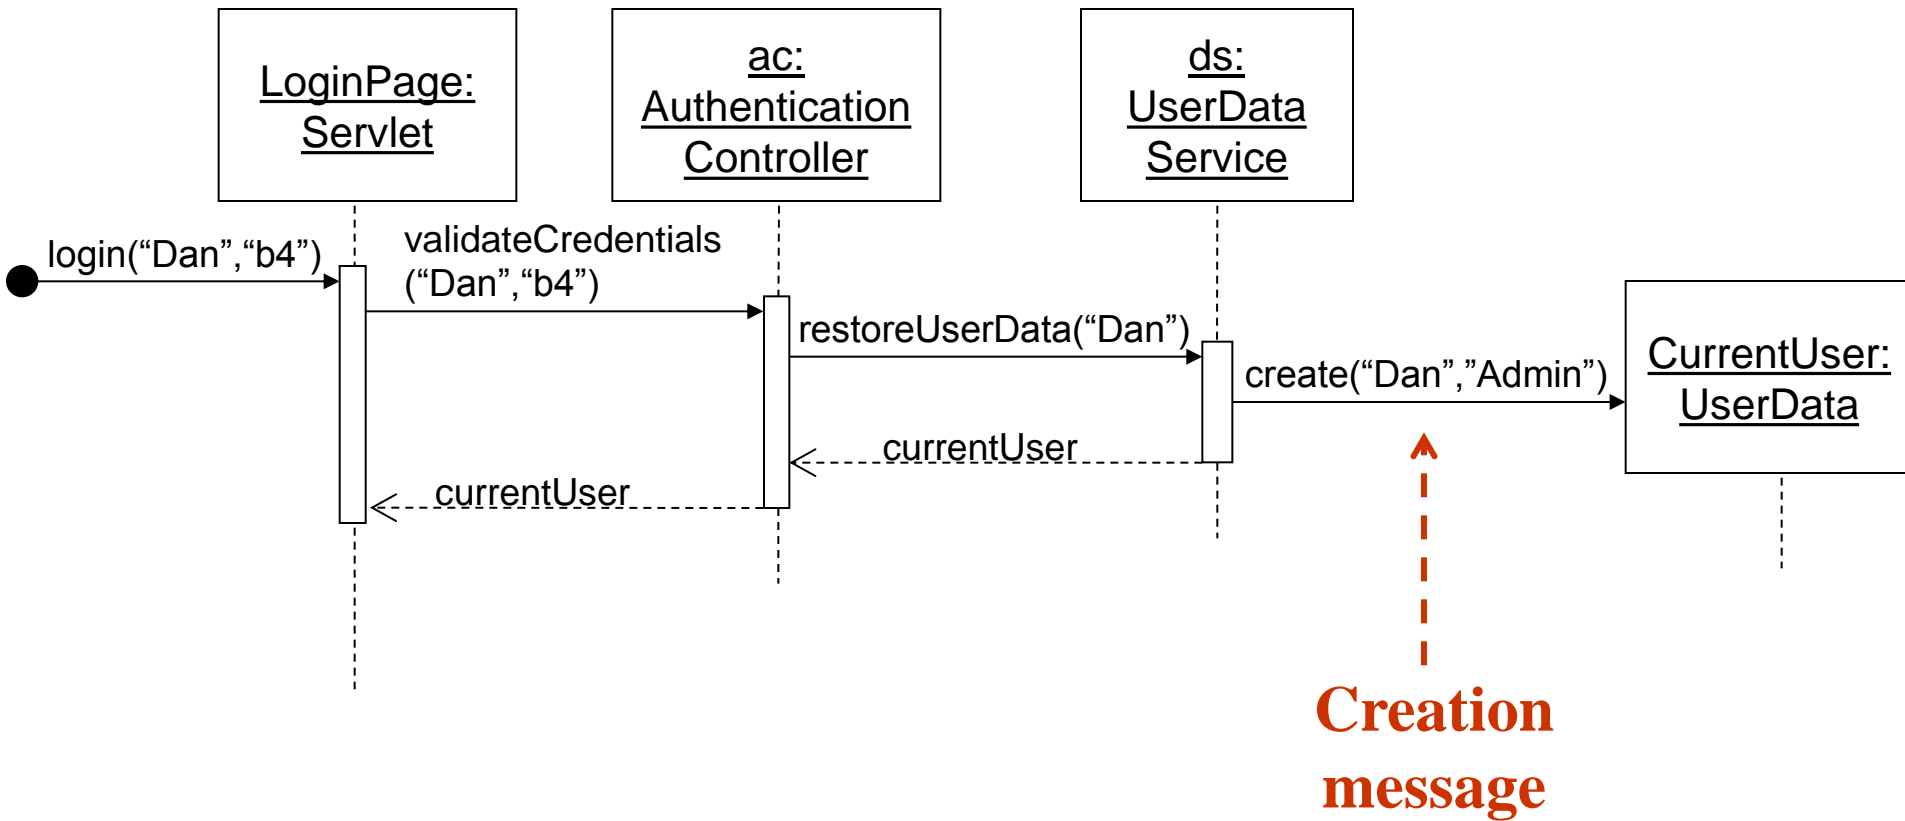 LoginPage:
Servlet
ac:
Authentication
Controller
ds:
UserData
Service
login(“Dan”,“b4”)
validateCredentials
(“Dan”,“b4”)
restoreUserData(“Dan”)
create(“Dan”,”Admin”)
CurrentUser:
UserData
currentUser
currentUser
Creation
message